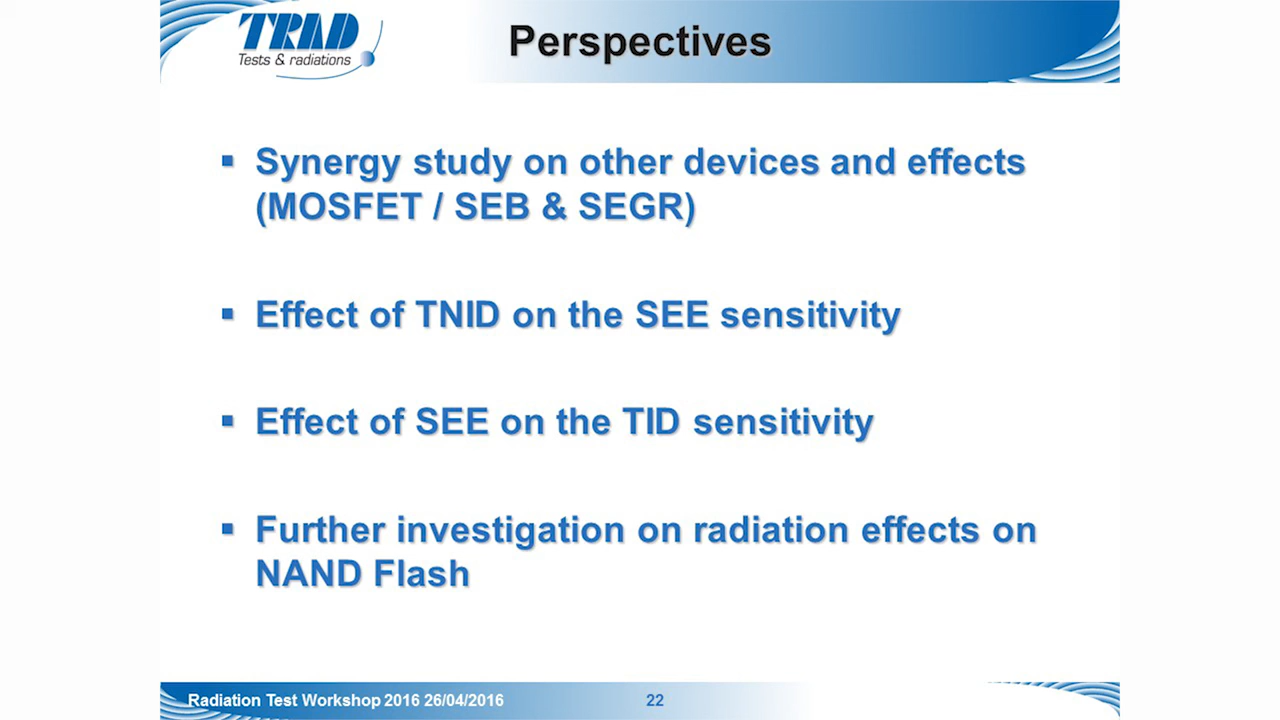 TRAD
Tests & radiations
Perspectives
▪ Synergy study on other devices and effects
(MOSFET / SEB & SEGR)
▪ Effect of TNID on the SEE sensitivity
▪ Effect of SEE on the TID sensitivity
▪ Further investigation on radiation effects on
NAND Flash
Radiation Test Workshop 2016 26/04/2016
22